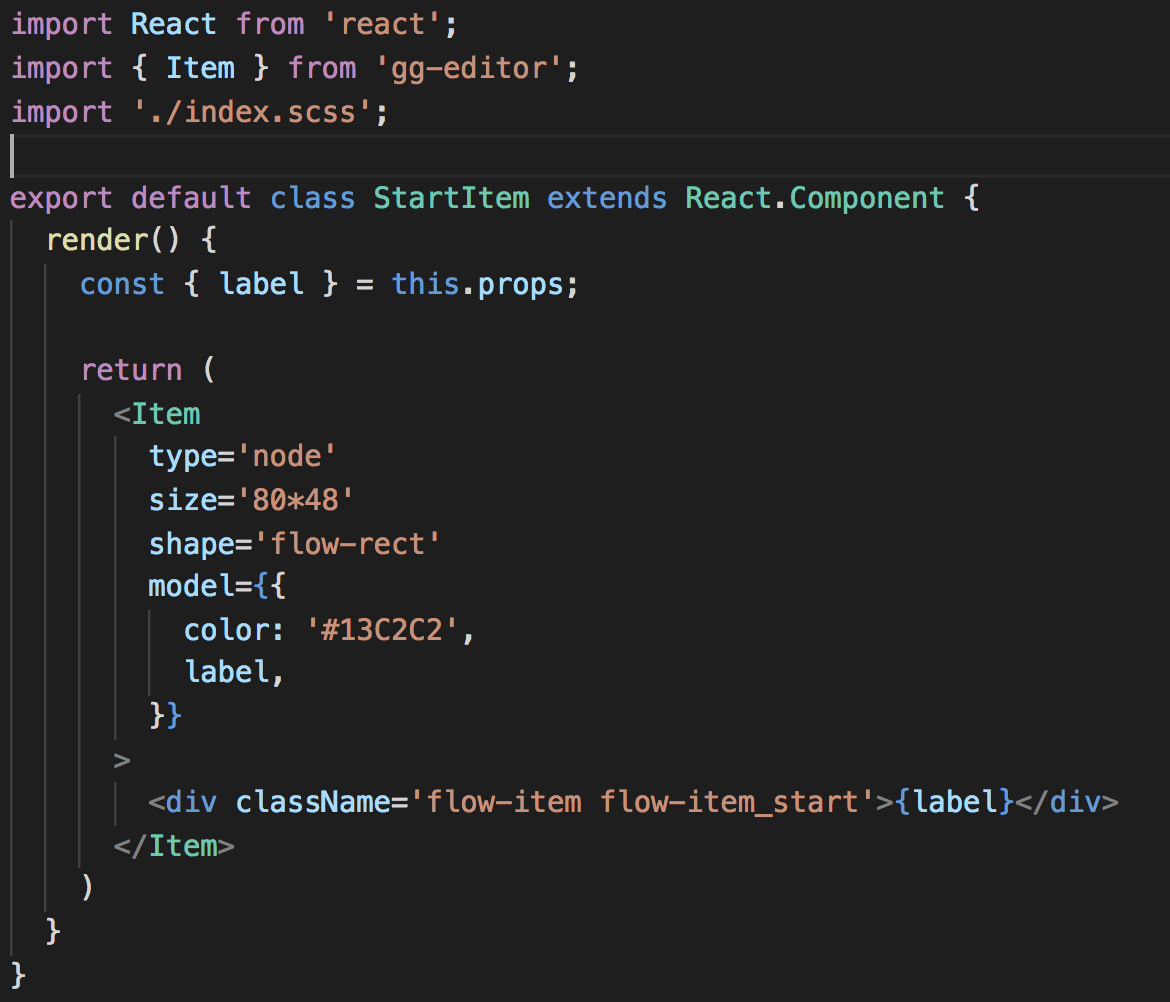 import React from 'react';
import { Item } from 'gg-editor';
import './index.scss';

export default class StartItem extends React.Component {
  render() {
    const { label } = this.props;

    return (
      <Item
        type='node'
        size='80*48'
        shape='flow-rect'
        model={{
          color: '#13C2C2',
          label,
        }}
      >
        <div className='flow-item flow-item_start'>{label}</div>
      </Item>
    )
  }
}